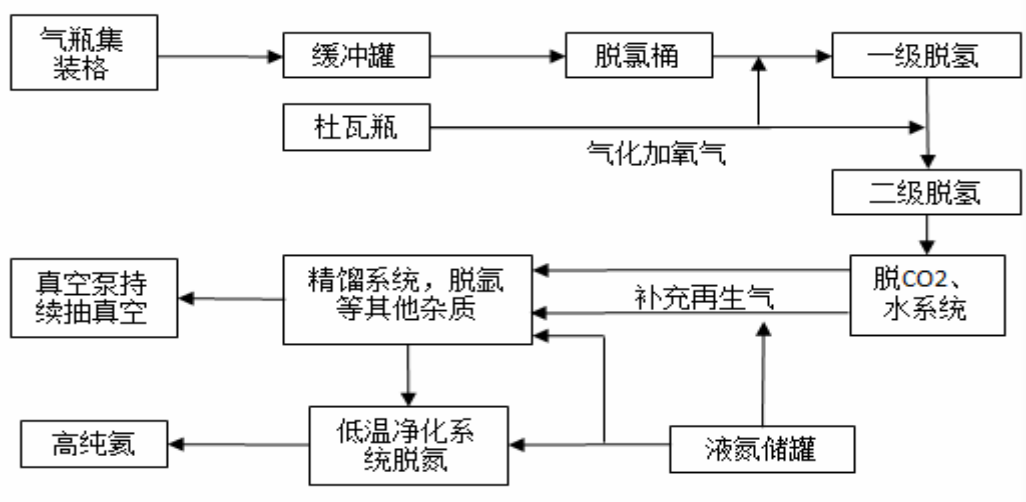 气瓶集
装格
缓冲罐
脱氯桶
一级脱氢
杜瓦瓶
气化加氧气
二级脱氢
真空泵持
续抽真空
精馏系统，脱氩
等其他杂质
补充再生气
脱CO2、
水系统
高纯氦
低温净化系
统脱氮
液氮储罐